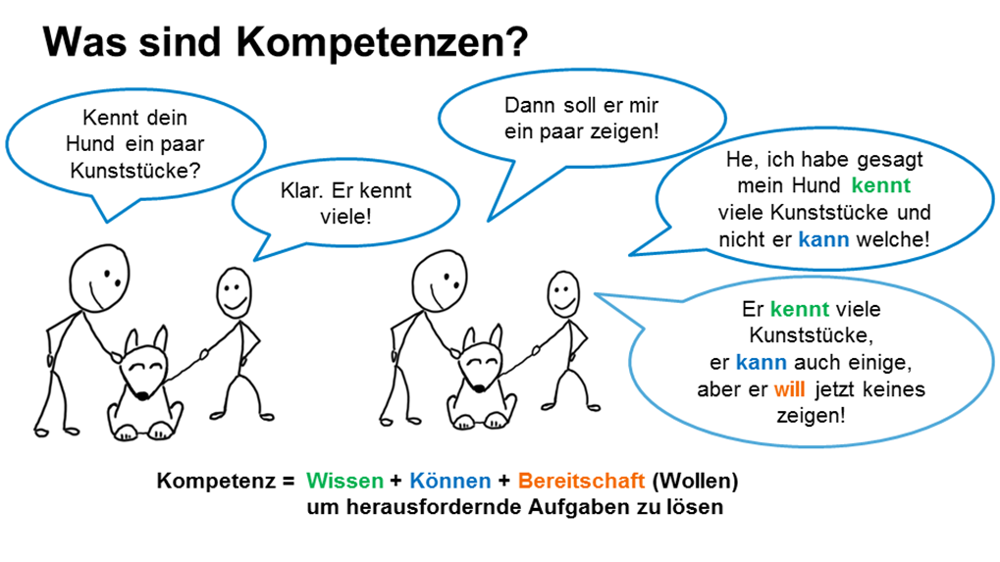 Was sind Kompetenzen?
Kennt dein
Hund ein paar
Kunststücke?
Klar. Er kennt
viele!
Dann soll er mir
ein paar zeigen!
He, ich habe gesagt
mein Hund kennt
viele Kunststücke und
nicht er kann welche!
Er kennt viele
Kunststücke,
er kann auch einige,
aber er will jetzt keines
zeigen!
Kompetenz = Wissen + Können + Bereitschaft (Wollen)
um herausfordernde Aufgaben zu lösen